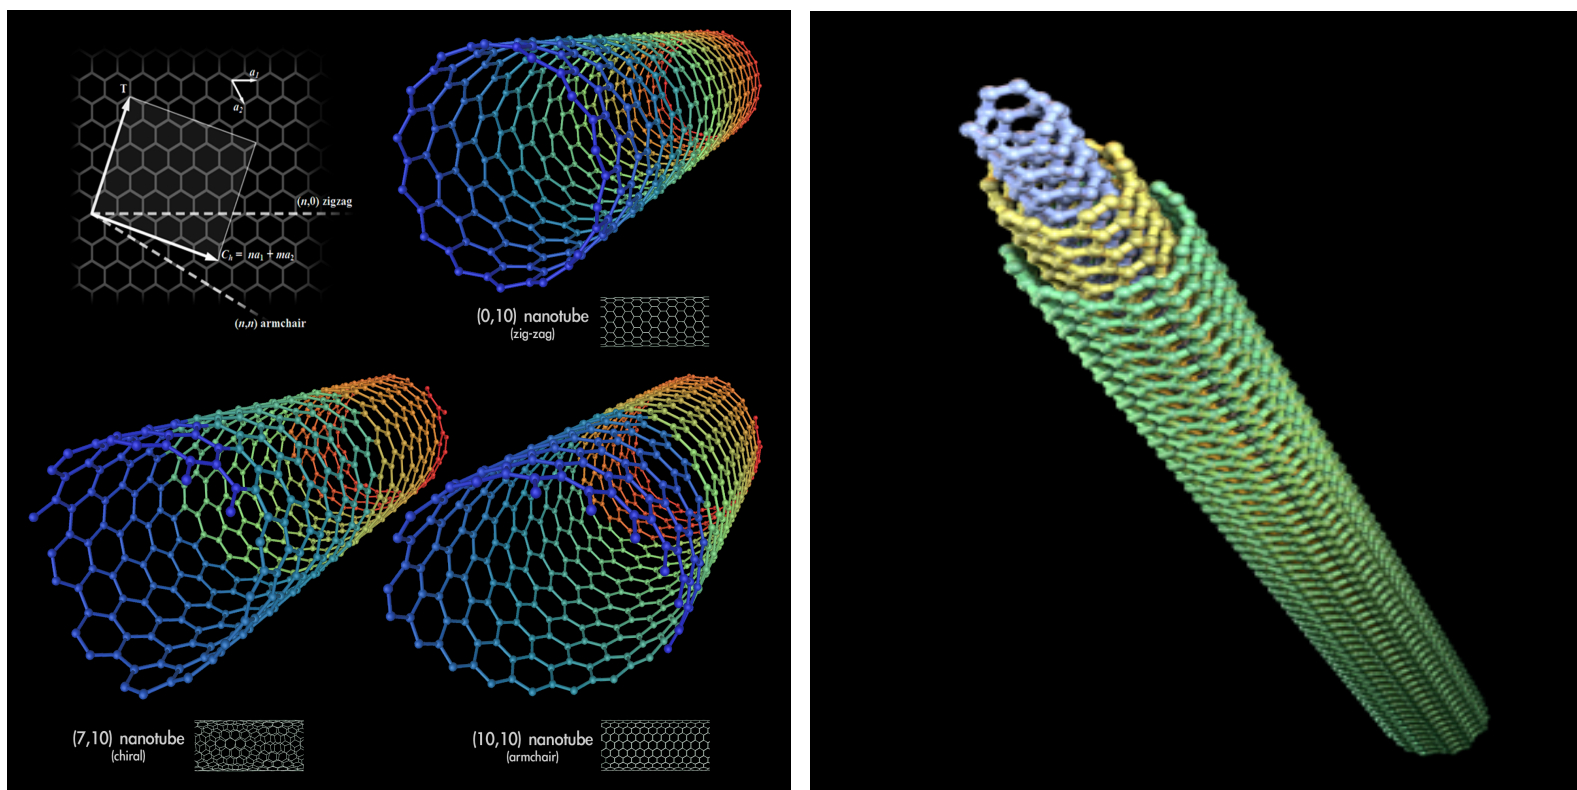 a₁
T
a₂
(n,0) zigzag
Cₕ = na₁ + ma₂
(n,n) armchair
(0,10) nanotube
(zig-zag)
(7,10) nanotube
(chiral)
(10,10) nanotube
(armchair)